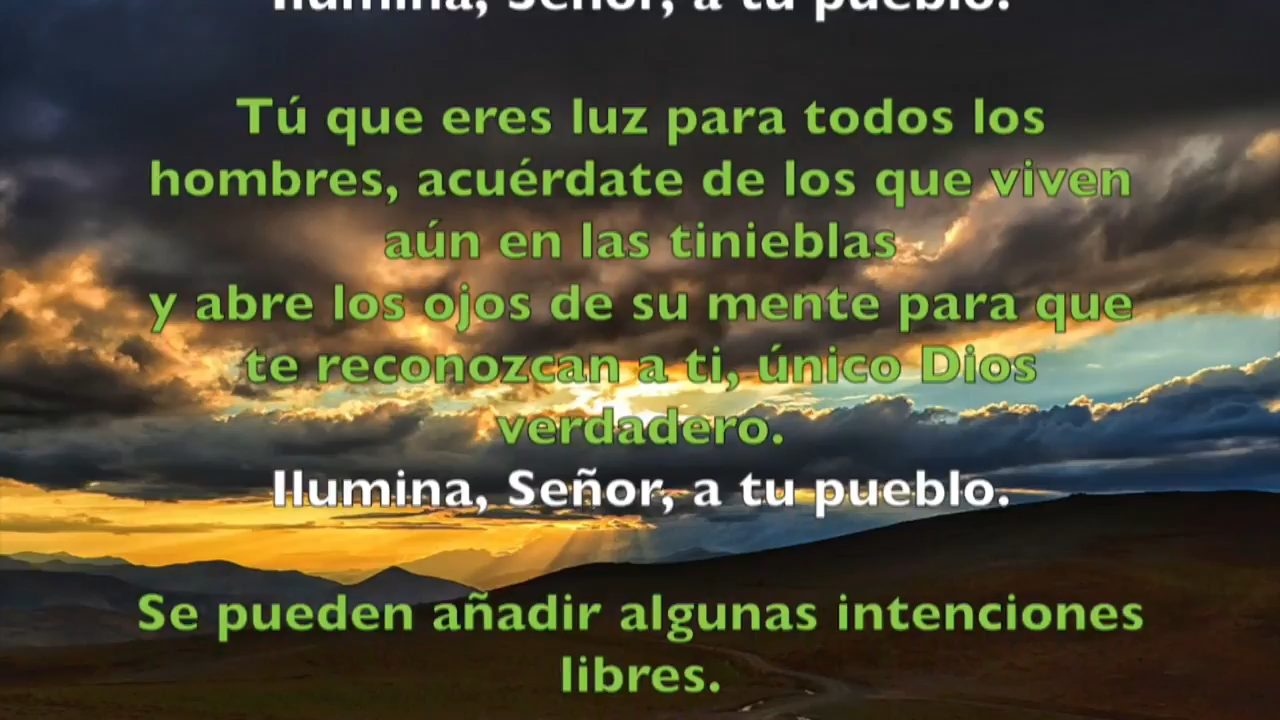 Ilumina, Señor, a tu pueblo.
Tú que eres luz para todos los
hombres, acuérdate de los que viven
aún en las tinieblas
y abre los ojos de su mente para que
te reconozcan a ti, único Dios
verdadero.
Ilumina, Señor, a tu pueblo.
Se pueden añadir algunas intenciones
libres.